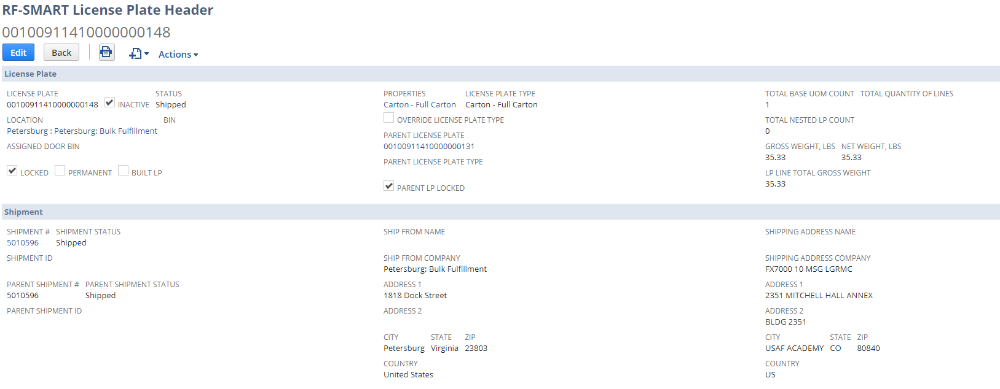 RF-SMART License Plate Header
00100911410000000148
Edit Back Actions
License Plate
LICENSE PLATE STATUS PROPERTIES LICENSE PLATE TYPE TOTAL BASE UOM COUNT TOTAL QUANTITY OF LINES
00100911410000000148 INACTIVE Shipped Carton - Full Carton Carton - Full Carton 1
LOCATION BIN OVERRIDE LICENSE PLATE TYPE TOTAL NESTED LP COUNT
Petersburg : Petersburg: Bulk Fulfillment 0
PARENT LICENSE PLATE
ASSIGNED DOOR BIN 00100911410000000131 GROSS WEIGHT, LBS NET WEIGHT, LBS
35.33 35.33
PARENT LICENSE PLATE TYPE
LOCKED PERMANENT BUILT LP LP LINE TOTAL GROSS WEIGHT
PARENT LP LOCKED 35.33
Shipment
SHIPMENT # SHIPMENT STATUS SHIP FROM NAME SHIPPING ADDRESS NAME
5010596 Shipped
SHIPMENT ID SHIP FROM COMPANY SHIPPING ADDRESS COMPANY
Petersburg: Bulk Fulfillment FX7000 10 MSG LGRMC
PARENT SHIPMENT # PARENT SHIPMENT STATUS ADDRESS 1 ADDRESS 1
5010596 Shipped 1818 Dock Street 2351 MITCHELL HALL ANNEX
PARENT SHIPMENT ID ADDRESS 2 ADDRESS 2
BLDG 2351
CITY STATE ZIP CITY STATE ZIP
Petersburg Virginia 23803 USAF ACADEMY CO 80840
COUNTRY COUNTRY
United States US